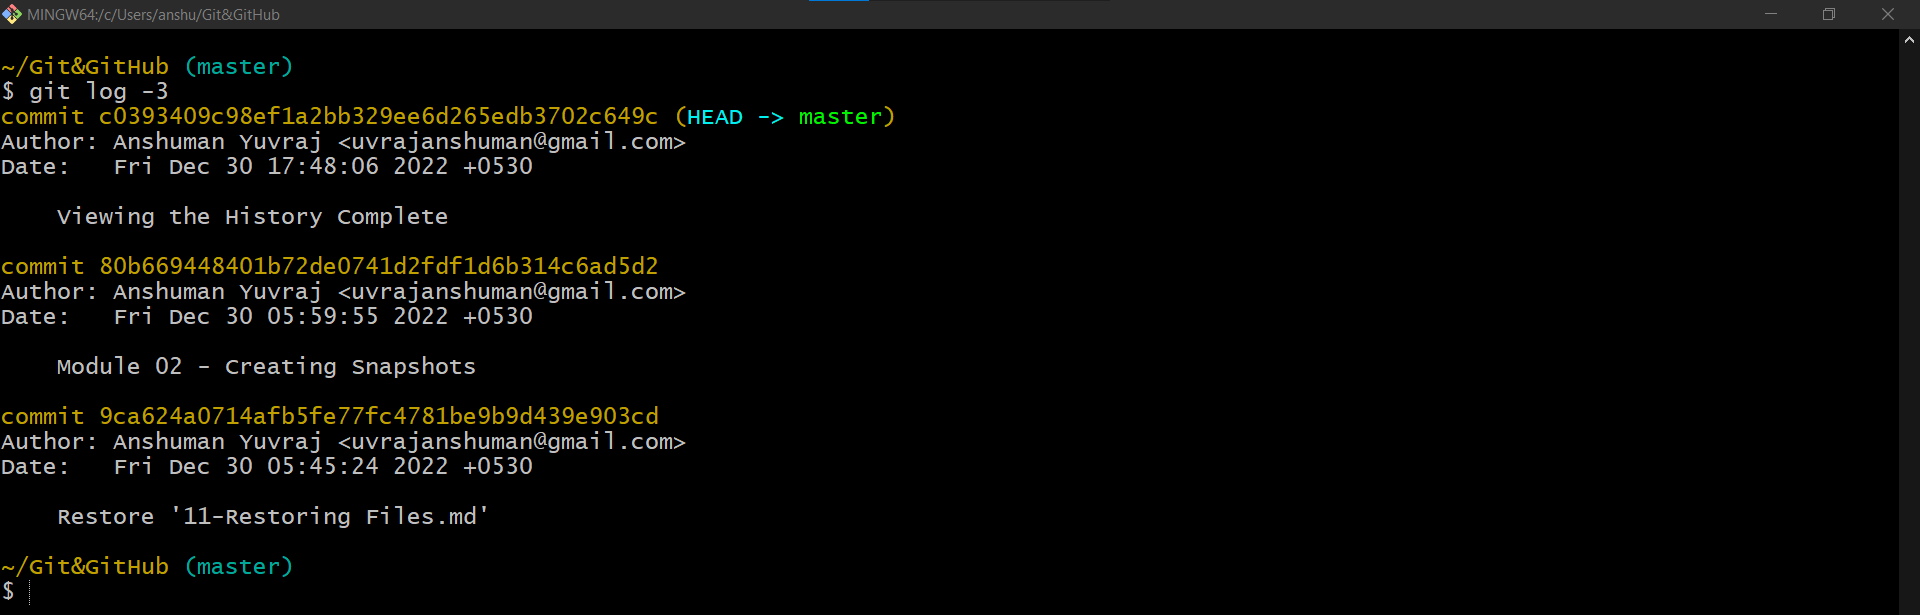 MINGW64:/c/Users/anshu/Git&GitHub
~/Git&GitHub (master)
$ git log -3
commit c0393409c98ef1a2bb329ee6d265edb3702c649c (HEAD -> master)
Author: Anshuman Yuvraj <uvrajanshuman@gmail.com>
Date:   Fri Dec 30 17:48:06 2022 +0530
    Viewing the History Complete
commit 80b669448401b72de0741d2fdf1d6b314c6ad5d2
Author: Anshuman Yuvraj <uvrajanshuman@gmail.com>
Date:   Fri Dec 30 05:59:55 2022 +0530
    Module 02 - Creating Snapshots
commit 9ca624a0714afb5fe77fc4781be9b9d439e903cd
Author: Anshuman Yuvraj <uvrajanshuman@gmail.com>
Date:   Fri Dec 30 05:45:24 2022 +0530
    Restore '11-Restoring Files.md'
~/Git&GitHub (master)
$